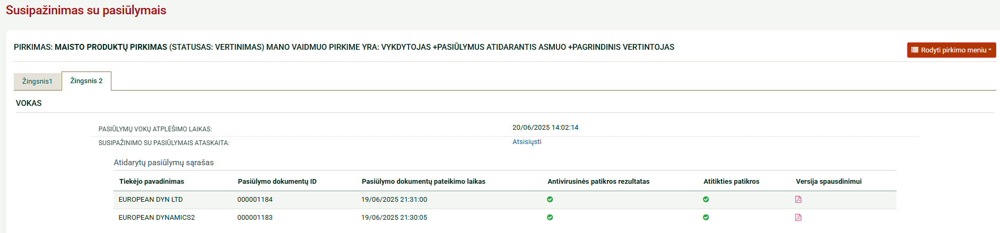 Susipažinimas su pasiūlymais
PIRKIMAS: MAISTO PRODUKTŲ PIRKIMAS (STATUSAS: VERTINIMAS) MANO VAIDMUO PIRKIME YRA: VYKDYTOJAS +PASIŪLYMUS ATIDARANTIS ASMUO +PAGRINDINIS VERTINTOJAS
Rodyti pirkimo meniu
Žingsnis1 Žingsnis 2
VOKAS
PASIŪLYMŲ VOKŲ ATPLĖŠIMO LAIKAS: 20/06/2025 14:02:14
SUSIPAŽINIMO SU PASIŪLYMAIS ATASKAITA: Atsisiųsti
Atidarytų pasiūlymų sąrašas
Tiekėjo pavadinimas Pasiūlymo dokumentų ID Pasiūlymo dokumentų pateikimo laikas Antivirusinės patikros rezultatas Atitikties patikros Versija spausdinimui
EUROPEAN DYN LTD 000001184 19/06/2025 21:31:00
EUROPEAN DYNAMICS2 000001183 19/06/2025 21:30:05